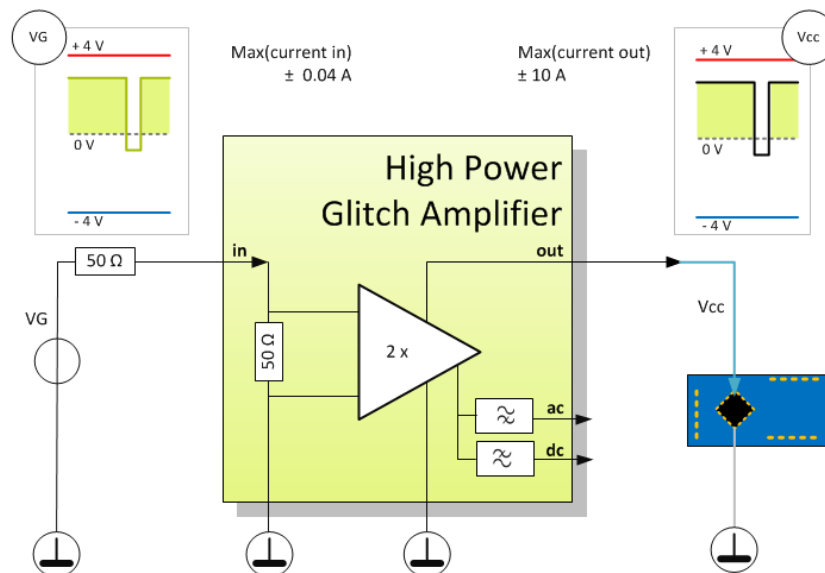 VG
+ 4 V
0 V
- 4 V
Max(current in)
± 0.04 A
Max(current out)
± 10 A
Vcc
+ 4 V
0 V
- 4 V
High Power
Glitch Amplifier
50 Ω
in
out
VG
50 Ω
2 x
Vcc
ac
dc